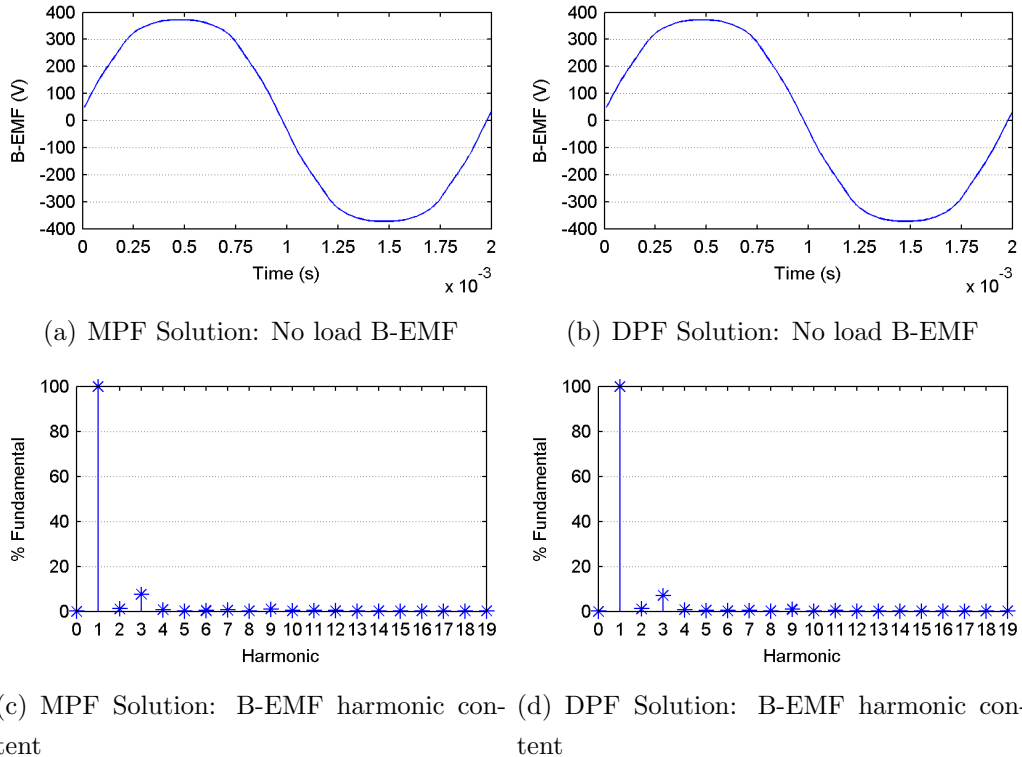 B-EMF (V)
400
300
200
100
0
-100
-200
-300
-400
0 0.25 0.5 0.75 1 1.25 1.5 1.75 2
Time (s)
x 10^-3
(a) MPF Solution: No load B-EMF
B-EMF (V)
400
300
200
100
0
-100
-200
-300
-400
0 0.25 0.5 0.75 1 1.25 1.5 1.75 2
Time (s)
x 10^-3
(b) DPF Solution: No load B-EMF
% Fundamental
100
80
60
40
20
0
0 1 2 3 4 5 6 7 8 9 10 11 12 13 14 15 16 17 18 19
Harmonic
(c) MPF Solution: B-EMF harmonic con-
tent
% Fundamental
100
80
60
40
20
0
0 1 2 3 4 5 6 7 8 9 10 11 12 13 14 15 16 17 18 19
Harmonic
(d) DPF Solution: B-EMF harmonic con-
tent